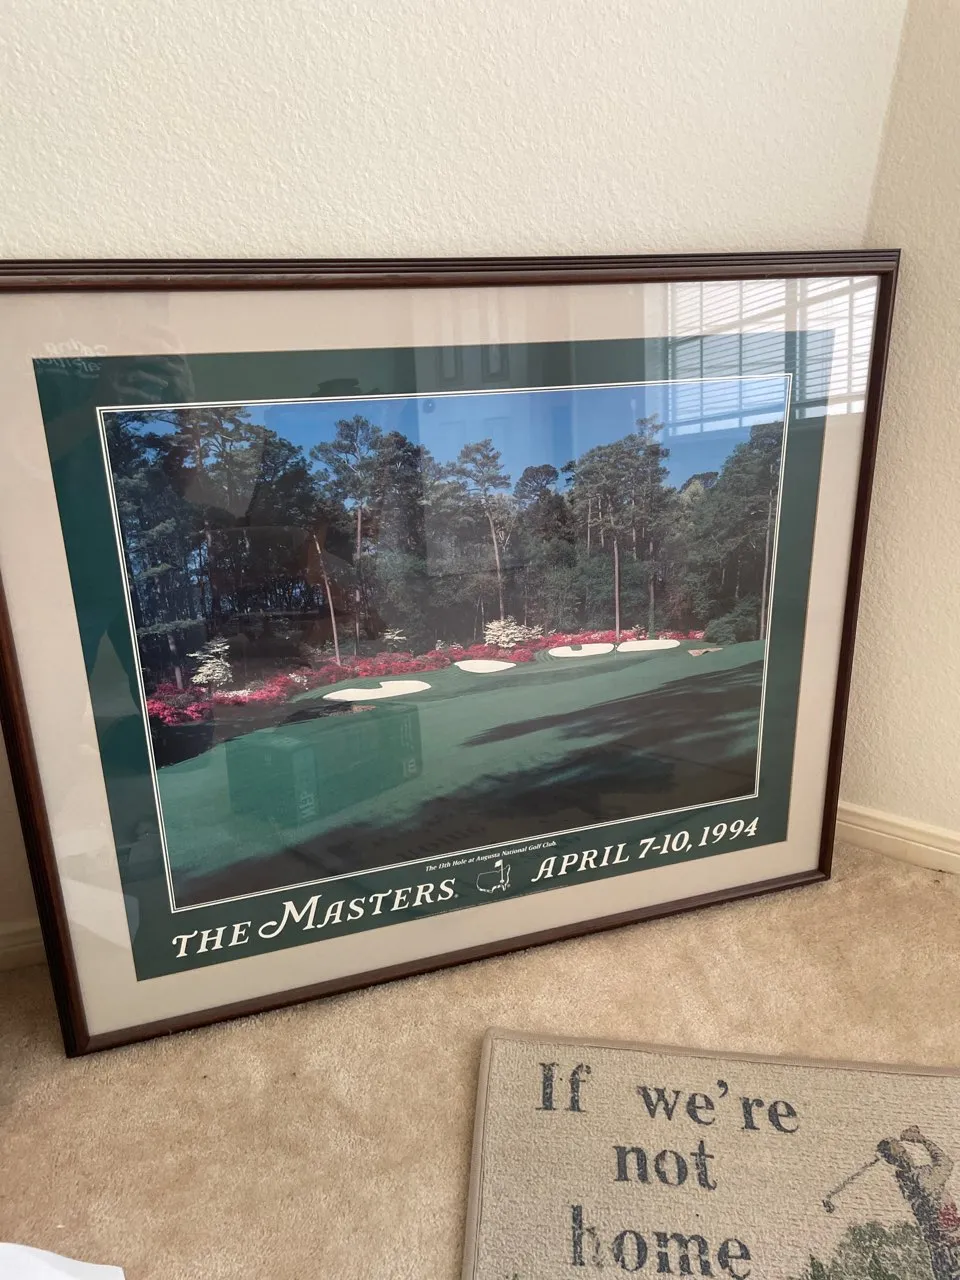 The 13th Hole at Augusta National Golf Club.
THE MASTERS APRIL 7-10, 1994
If we're
not
home